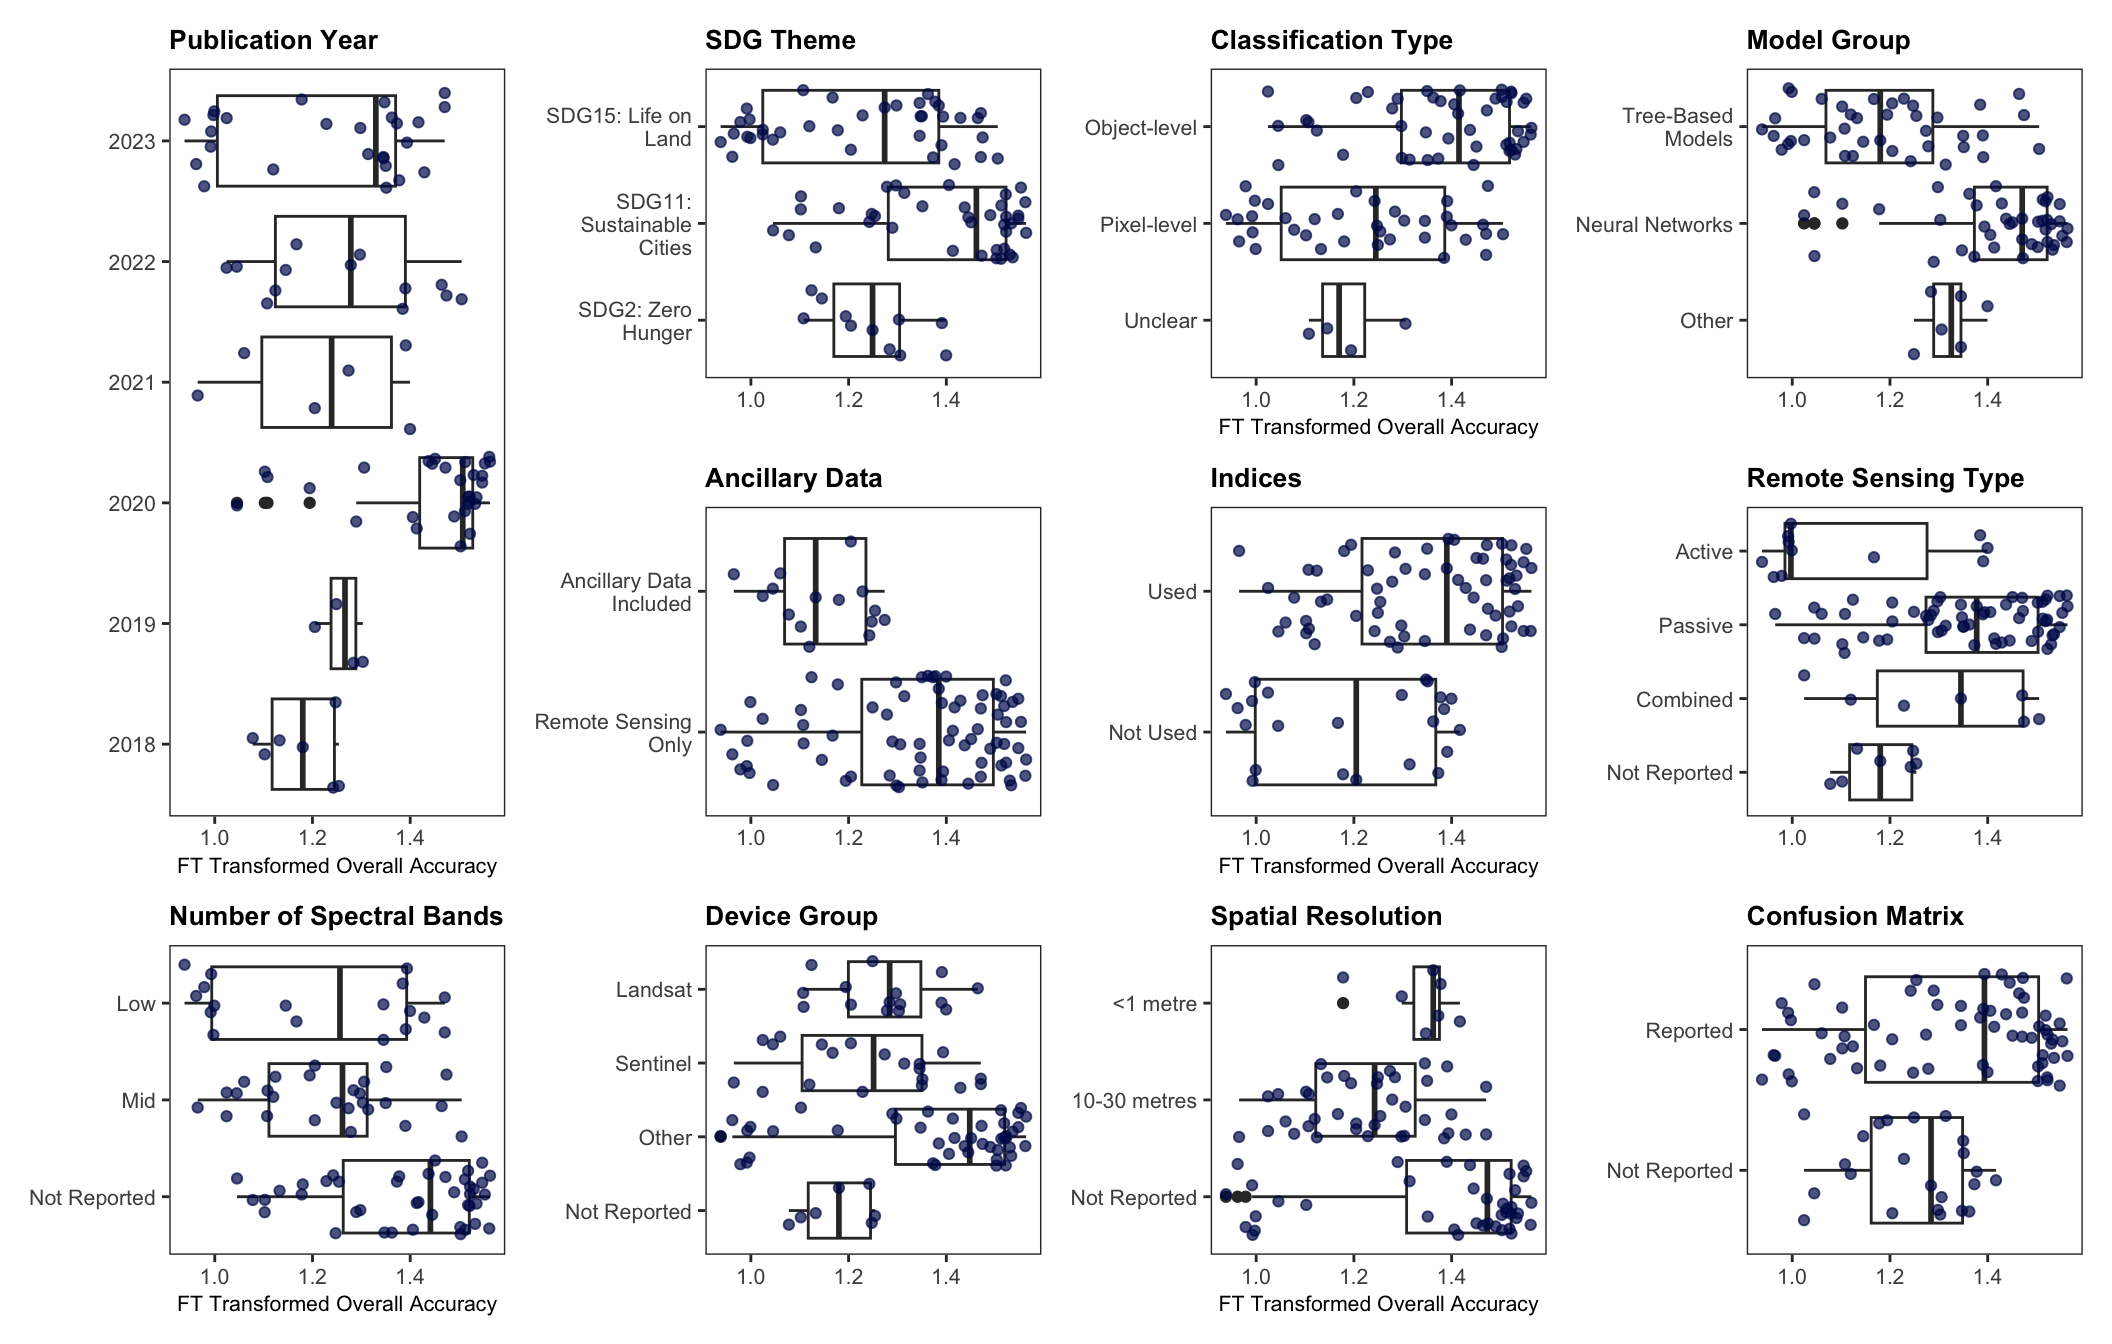 Publication Year
2023
2022
2021
2020
2019
2018
1.0 1.2 1.4
FT Transformed Overall Accuracy
SDG Theme
SDG15: Life on
Land
SDG11:
Sustainable
Cities
SDG2: Zero
Hunger
1.0 1.2 1.4
Classification Type
Object-level
Pixel-level
Unclear
1.0 1.2 1.4
FT Transformed Overall Accuracy
Model Group
Tree-Based
Models
Neural Networks
Other
1.0 1.2 1.4
Ancillary Data
Ancillary Data
Included
Remote Sensing
Only
1.0 1.2 1.4
Indices
Used
Not Used
1.0 1.2 1.4
FT Transformed Overall Accuracy
Remote Sensing Type
Active
Passive
Combined
Not Reported
1.0 1.2 1.4
Number of Spectral Bands
Low
Mid
Not Reported
1.0 1.2 1.4
FT Transformed Overall Accuracy
Device Group
Landsat
Sentinel
Other
Not Reported
1.0 1.2 1.4
Spatial Resolution
<1 metre
10-30 metres
Not Reported
1.0 1.2 1.4
FT Transformed Overall Accuracy
Confusion Matrix
Reported
Not Reported
1.0 1.2 1.4